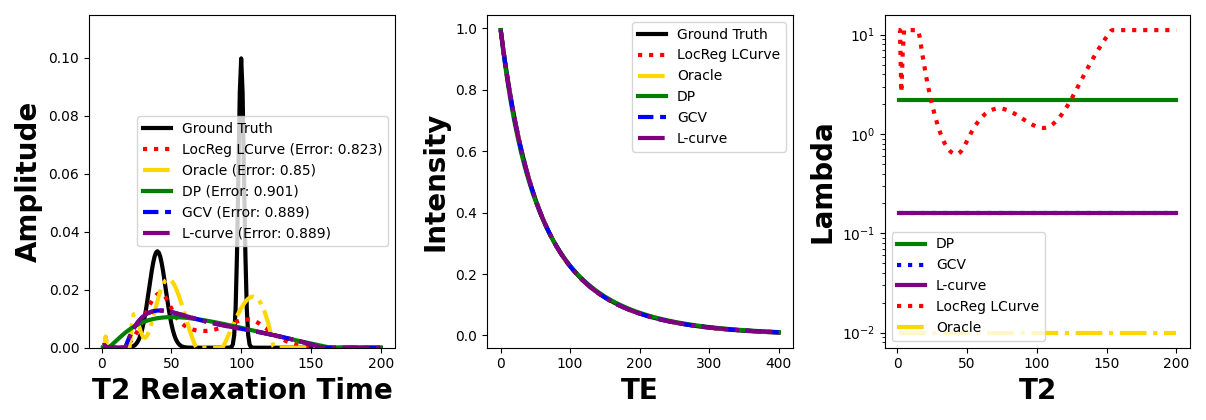 Amplitude
0.10
0.08
0.06
0.04
0.02
0.00
Ground Truth
LocReg LCurve (Error: 0.823)
Oracle (Error: 0.85)
DP (Error: 0.901)
GCV (Error: 0.889)
L-curve (Error: 0.889)
0 50 100 150 200
T2 Relaxation Time
Intensity
1.0
0.8
0.6
0.4
0.2
0.0
Ground Truth
LocReg LCurve
Oracle
DP
GCV
L-curve
0 100 200 300 400
TE
Lambda
10¹
10⁰
10⁻¹
10⁻²
DP
GCV
L-curve
LocReg LCurve
Oracle
0 50 100 150 200
T2